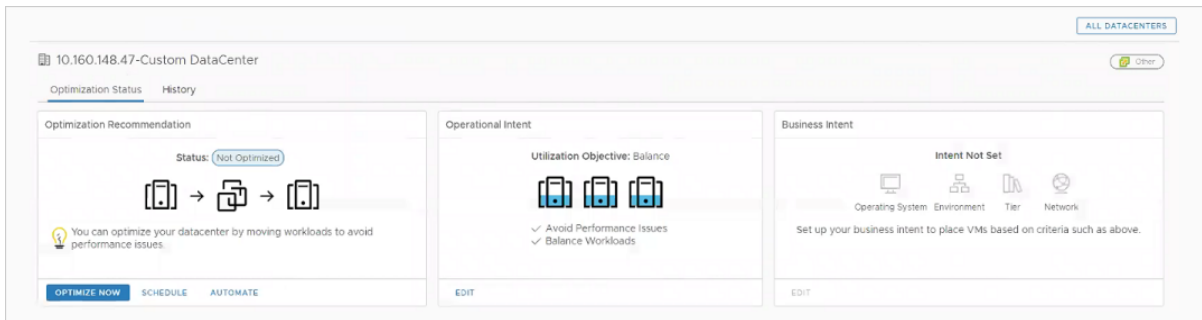 ALL DATACENTERS
10.160.148.47-Custom DataCenter
Other
Optimization Status History
Optimization Recommendation
Status: Not Optimized
You can optimize your datacenter by moving workloads to avoid
performance issues.
OPTIMIZE NOW SCHEDULE AUTOMATE
Operational Intent
Utilization Objective: Balance
Avoid Performance Issues
Balance Workloads
EDIT
Business Intent
Intent Not Set
Operating System Environment Tier Network
Set up your business intent to place VMs based on criteria such as above.
EDIT